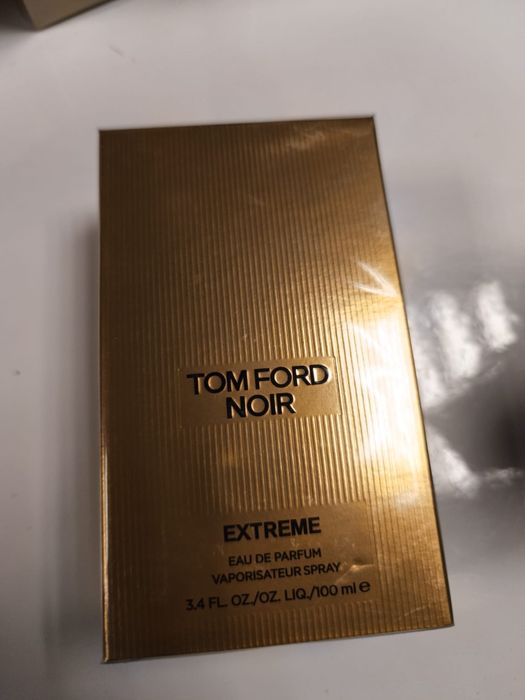 TOM FORD
NOIR
EXTREME
EAU DE PARFUM
VAPORISATEUR SPRAY
3.4 FL. OZ./OZ. LIQ./100 ml e